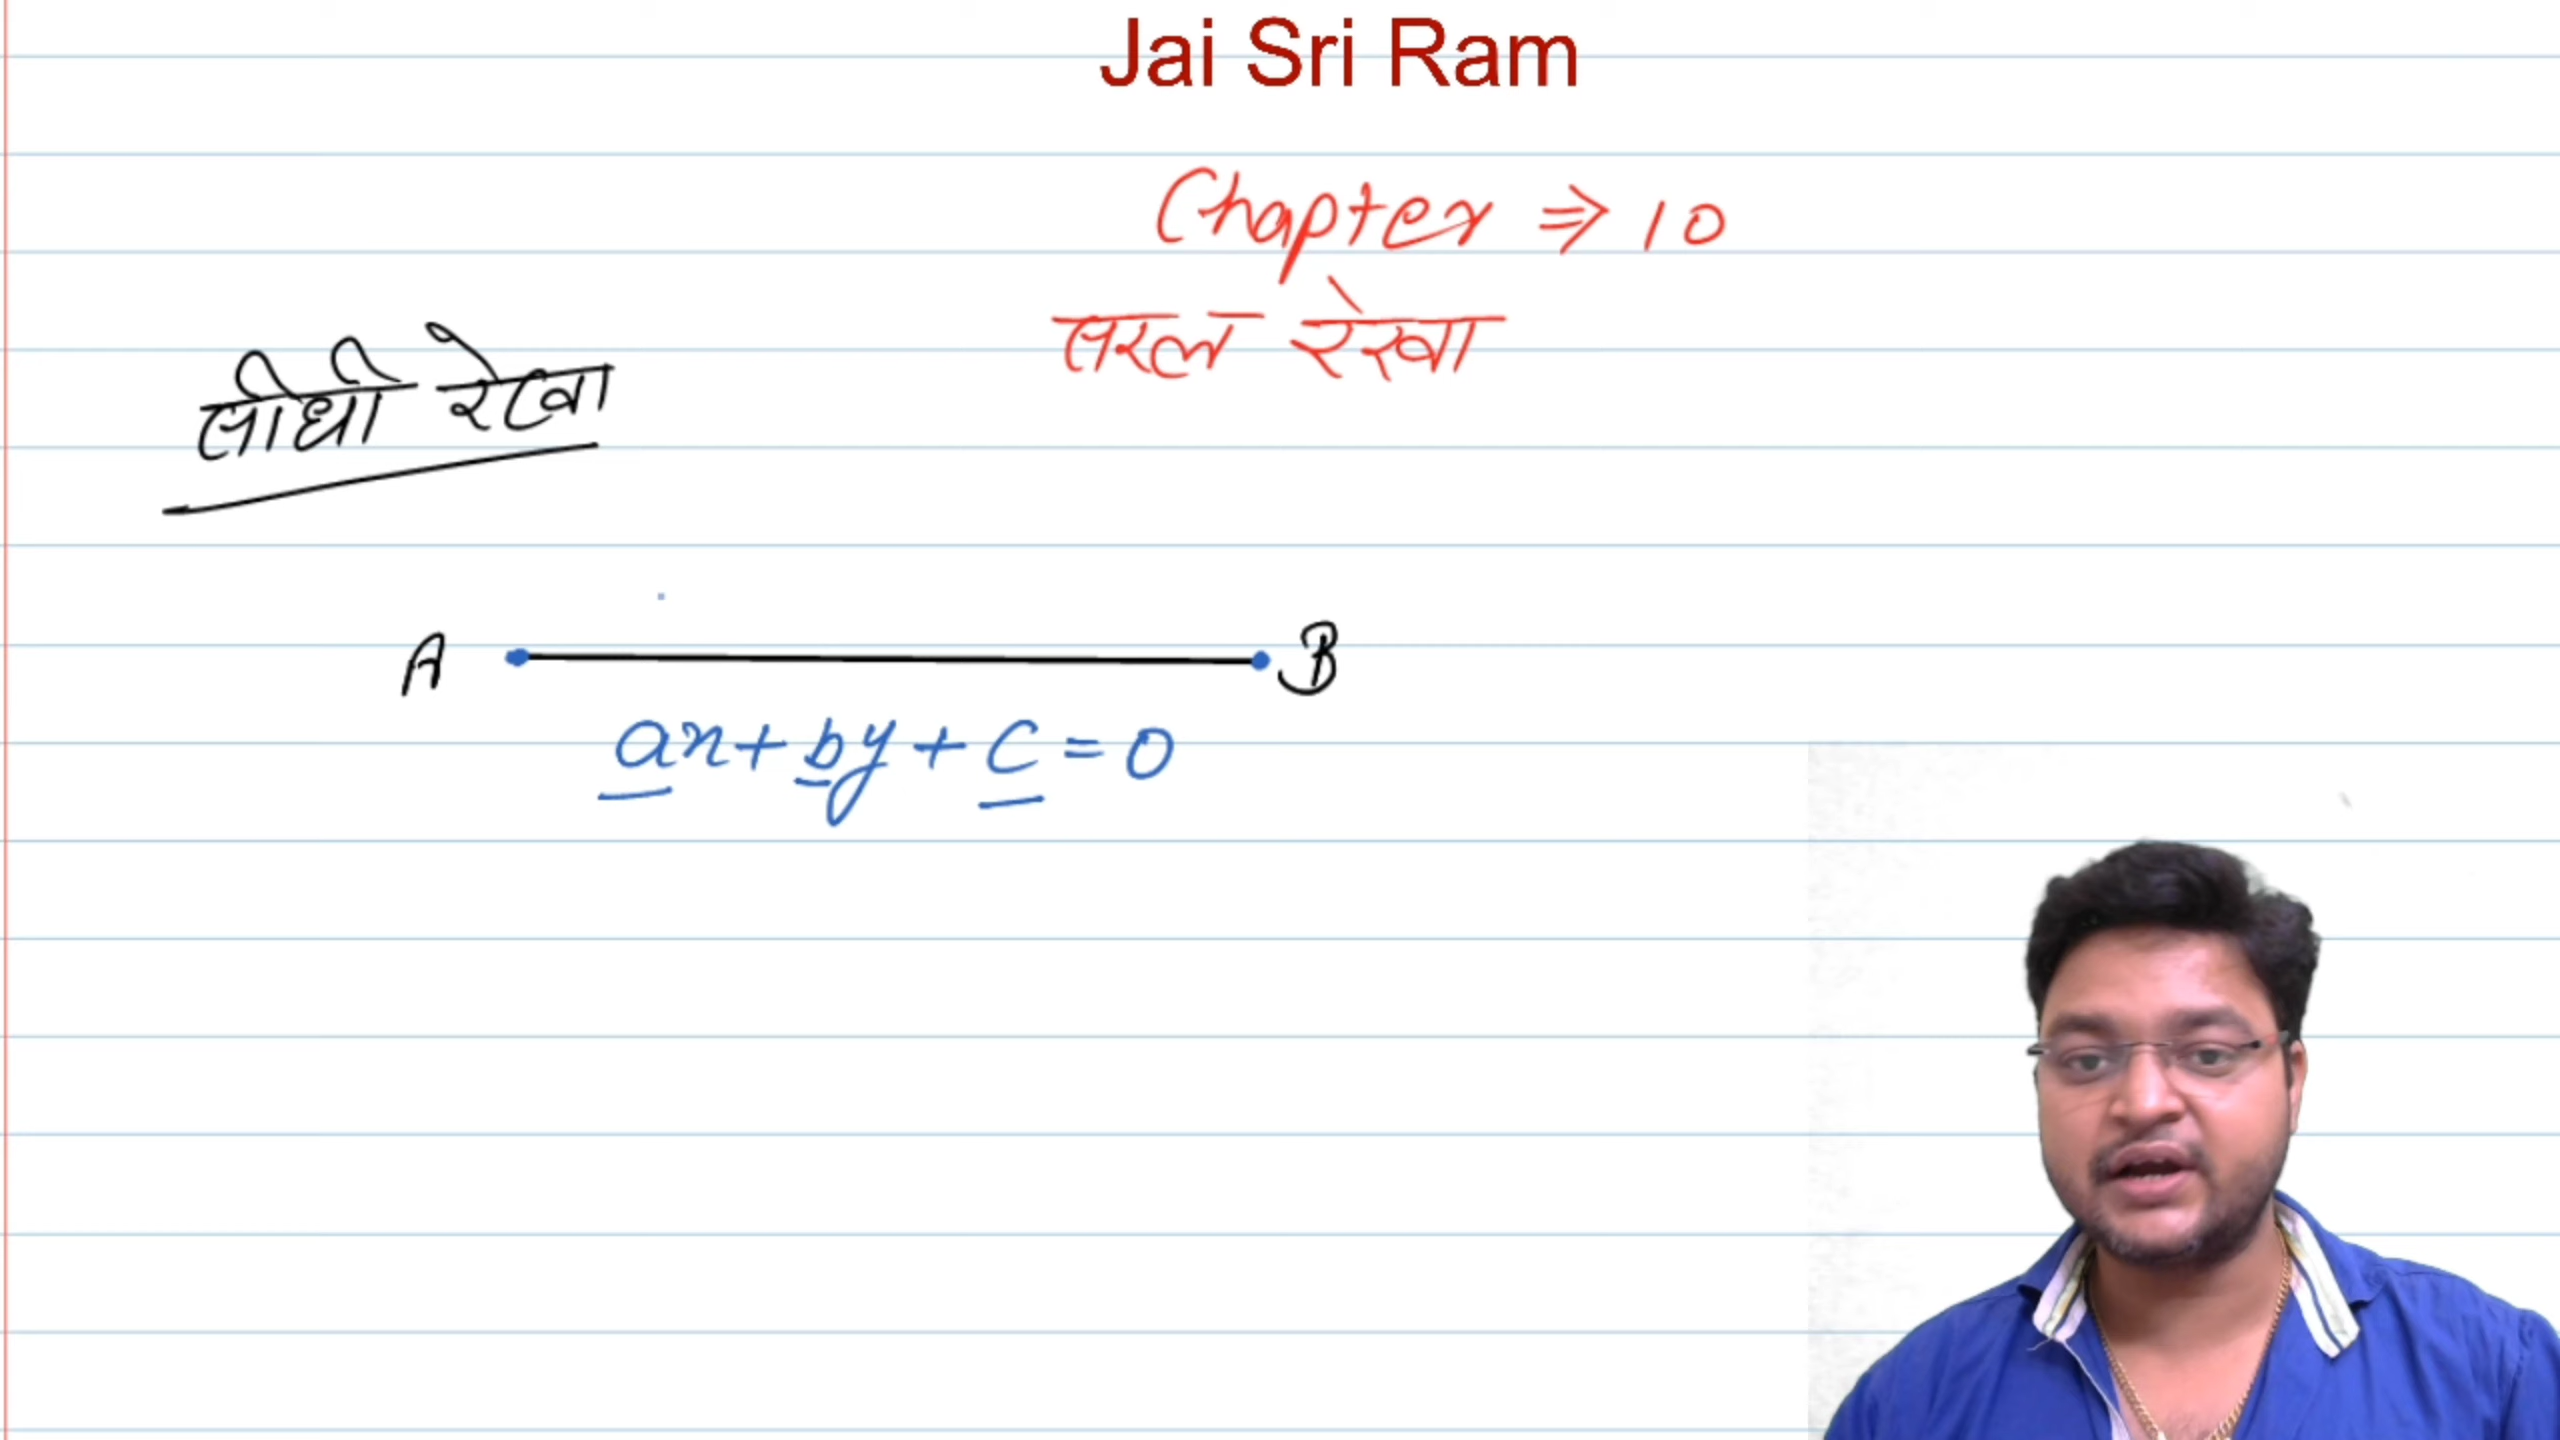 Jai Sri Ram
Chapter ⇒ 10
सरल रेखा
सीधी रेखा
A B
ax + by + c = 0